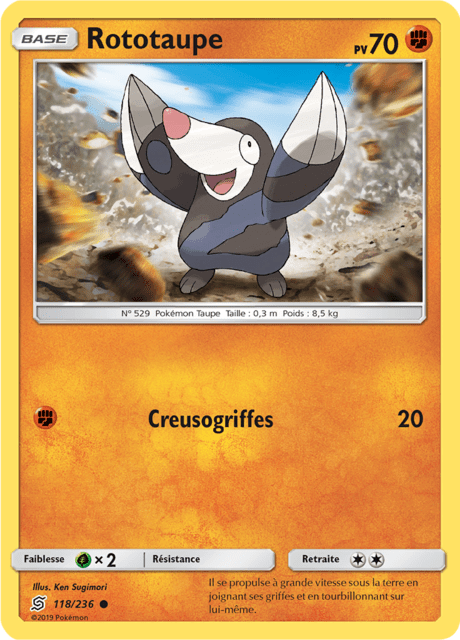 BASE Rototaupe PV 70
N° 529 Pokémon Taupe Taille : 0,3 m Poids : 8,5 kg
Creusogriffes 20
Faiblesse × 2 Résistance Retraite
Illus. Ken Sugimori
118/236
©2019 Pokémon
Il se propulse à grande vitesse sous la terre en
joignant ses griffes et en tourbillonnant sur
lui-même.